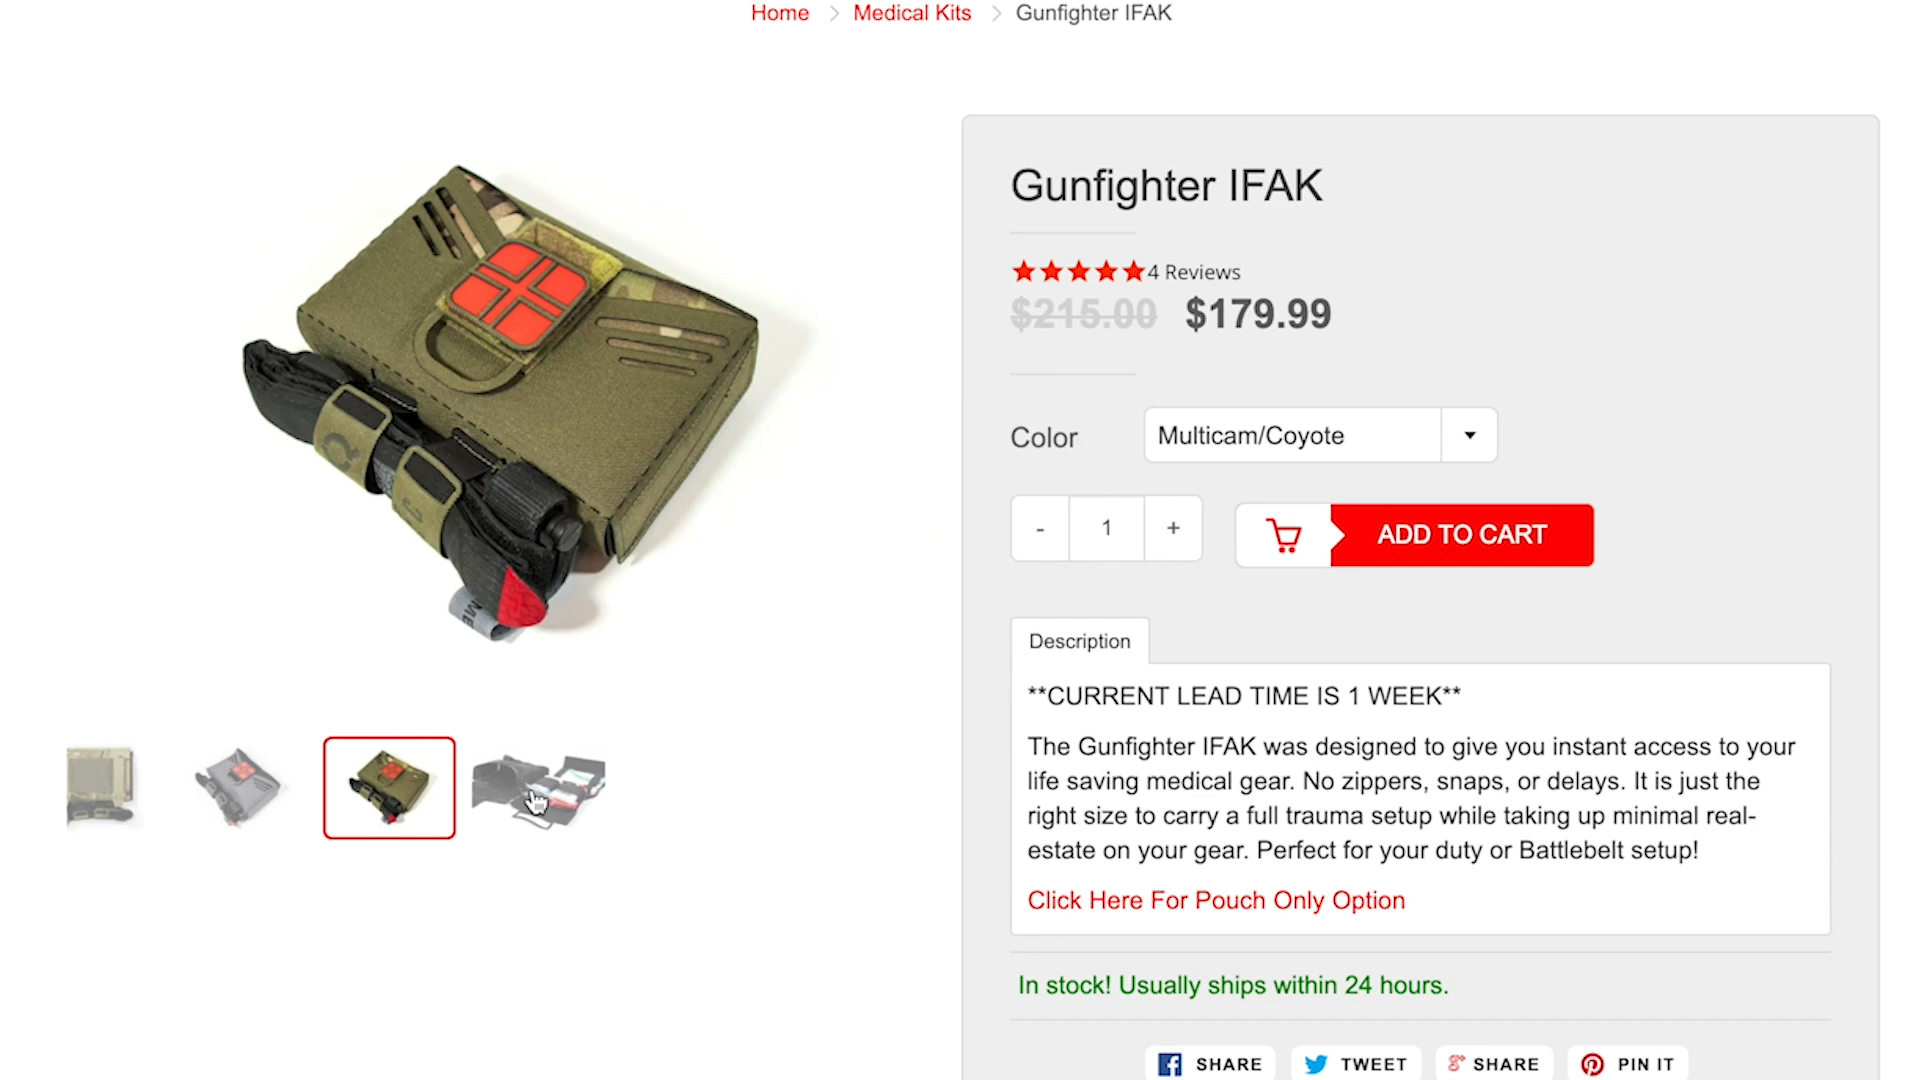 Home > Medical Kits > Gunfighter IFAK
Gunfighter IFAK
4 Reviews
$215.00 $179.99
Color Multicam/Coyote
- 1 + ADD TO CART
Description
**CURRENT LEAD TIME IS 1 WEEK**
The Gunfighter IFAK was designed to give you instant access to your
life saving medical gear. No zippers, snaps, or delays. It is just the
right size to carry a full trauma setup while taking up minimal real-
estate on your gear. Perfect for your duty or Battlebelt setup!
Click Here For Pouch Only Option
In stock! Usually ships within 24 hours.
SHARE TWEET SHARE PIN IT